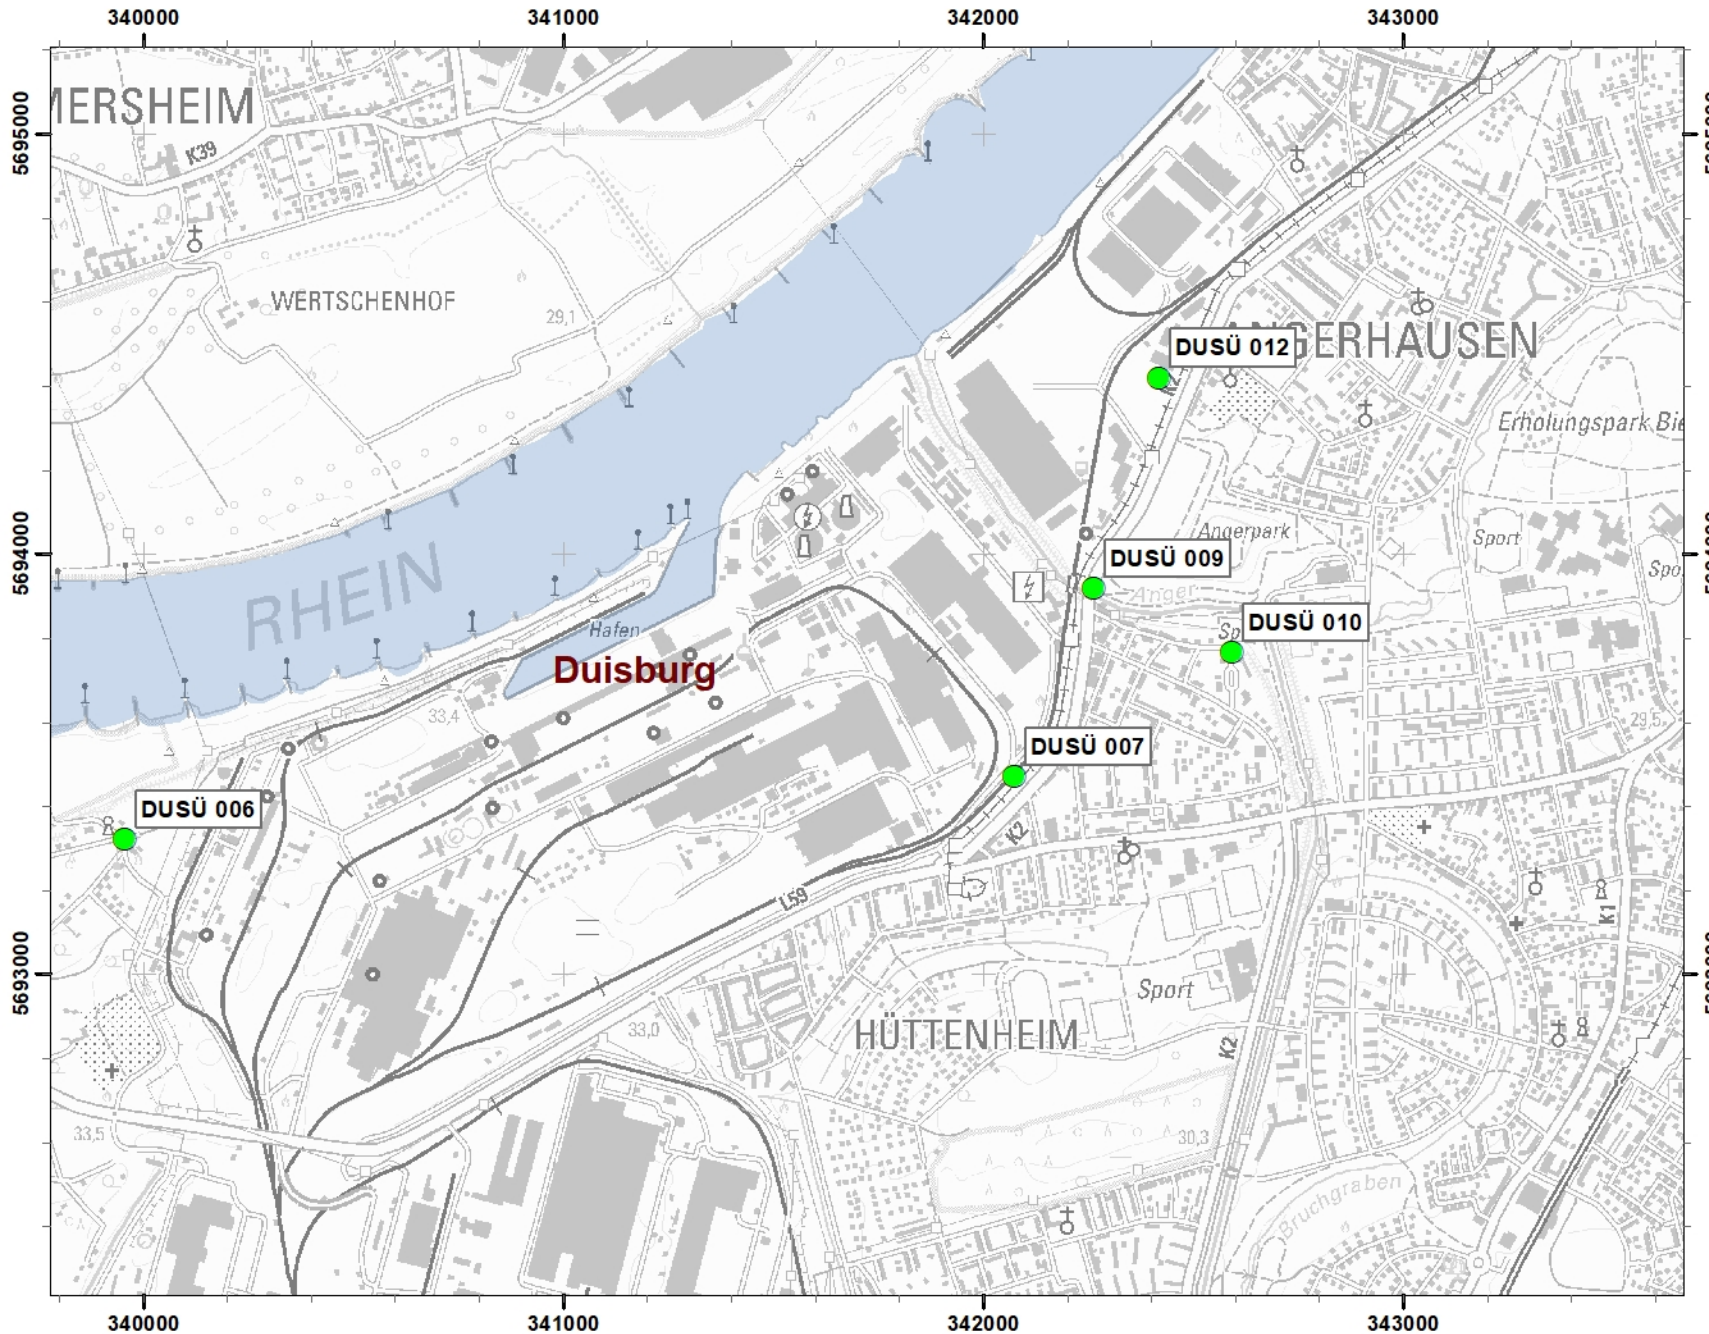 340000
341000
342000
343000
5695000
MERSHEIM
K39
WERTSCHENHOF
29,1
ANGERHAUSEN
DUSÜ 012
Erholungspark Bie
Angerpark
Sport
5694000
DUSÜ 009
Spo
RHEIN
Anger
Hafen
DUSÜ 010
Sp
Duisburg
33,4
29,5
DUSÜ 007
DUSÜ 006
K2
L59
K1
5693000
Sport
33,0
HÜTTENHEIM
K2
33,5
30,3
Bruchgraben
340000
341000
342000
343000